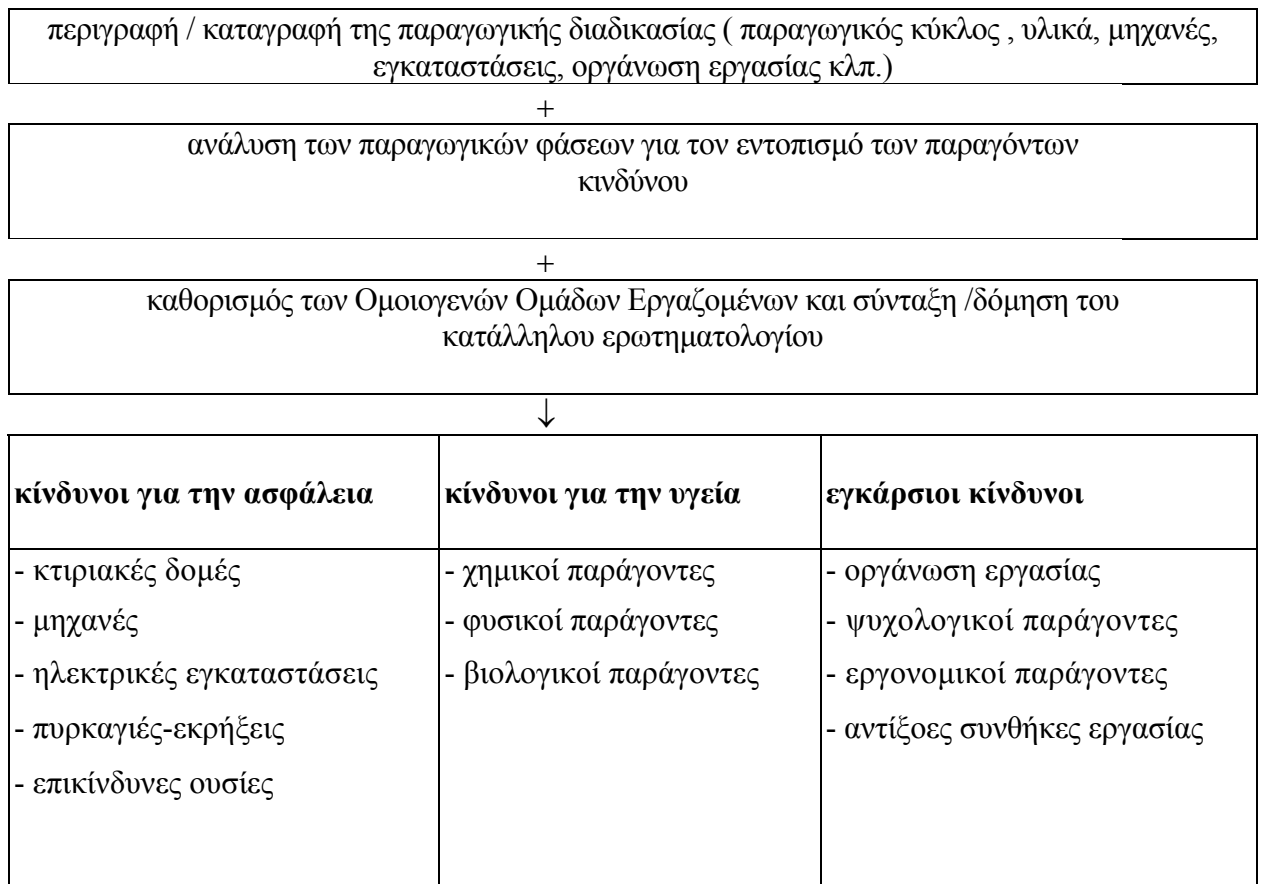 περιγραφή / καταγραφή της παραγωγικής διαδικασίας ( παραγωγικός κύκλος , υλικά, μηχανές,
εγκαταστάσεις, οργάνωση εργασίας κλπ.)
+
ανάλυση των παραγωγικών φάσεων για τον εντοπισμό των παραγόντων
κινδύνου
+
καθορισμός των Ομοιογενών Ομάδων Εργαζομένων και σύνταξη /δόμηση του
κατάλληλου ερωτηματολογίου
↓
κίνδυνοι για την ασφάλεια
- κτιριακές δομές
- μηχανές
- ηλεκτρικές εγκαταστάσεις
- πυρκαγιές-εκρήξεις
- επικίνδυνες ουσίες
κίνδυνοι για την υγεία
- χημικοί παράγοντες
- φυσικοί παράγοντες
- βιολογικοί παράγοντες
εγκάρσιοι κίνδυνοι
- οργάνωση εργασίας
- ψυχολογικοί παράγοντες
- εργονομικοί παράγοντες
- αντίξοες συνθήκες εργασίας